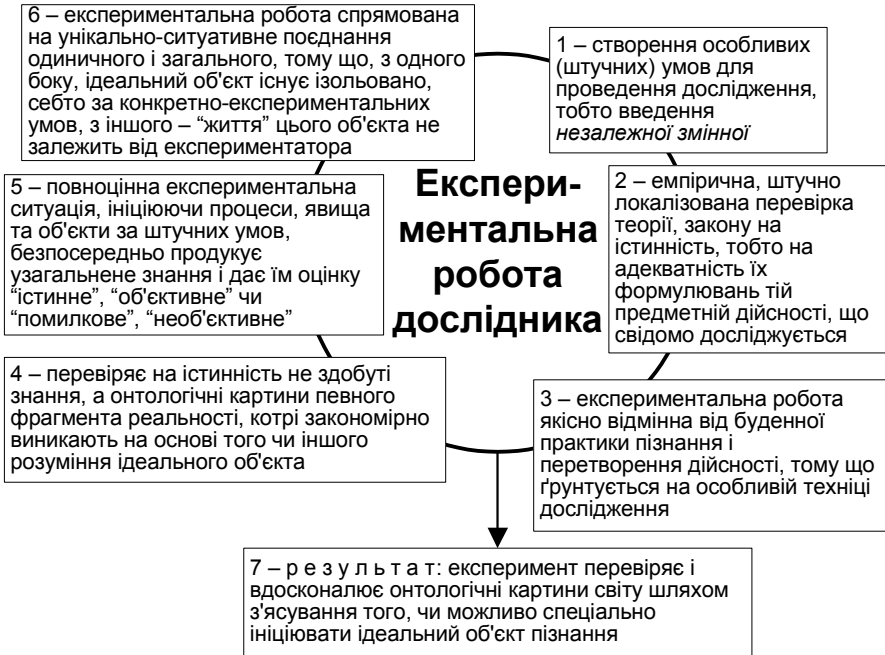 6 – експериментальна робота спрямована
на унікально-ситуативне поєднання
одиничного і загального, тому що, з одного
боку, ідеальний об'єкт існує ізольовано,
себто за конкретно-експериментальних
умов, з іншого – “життя” цього об'єкта не
залежить від експериментатора
1 – створення особливих
(штучних) умов для
проведення дослідження,
тобто введення
незалежної змінної
5 – повноцінна експериментальна
ситуація, ініціюючи процеси, явища
та об'єкти за штучних умов,
безпосередньо продукує
узагальнене знання і дає їм оцінку
“істинне”, “об'єктивне” чи
“помилкове”, “необ'єктивне”
Експери-
ментальна
робота
дослідника
2 – емпірична, штучно
локалізована перевірка
теорії, закону на
істинність, тобто на
адекватність їх
формулювань тій
предметній дійсності, що
свідомо досліджується
4 – перевіряє на істинність не здобуті
знання, а онтологічні картини певного
фрагмента реальності, котрі закономірно
виникають на основі того чи іншого
розуміння ідеального об'єкта
3 – експериментальна робота
якісно відмінна від буденної
практики пізнання і
перетворення дійсності, тому що
ґрунтується на особливій техніці
дослідження
7 – р е з у л ь т а т: експеримент перевіряє і
вдосконалює онтологічні картини світу шляхом
з'ясування того, чи можливо спеціально
ініціювати ідеальний об'єкт пізнання